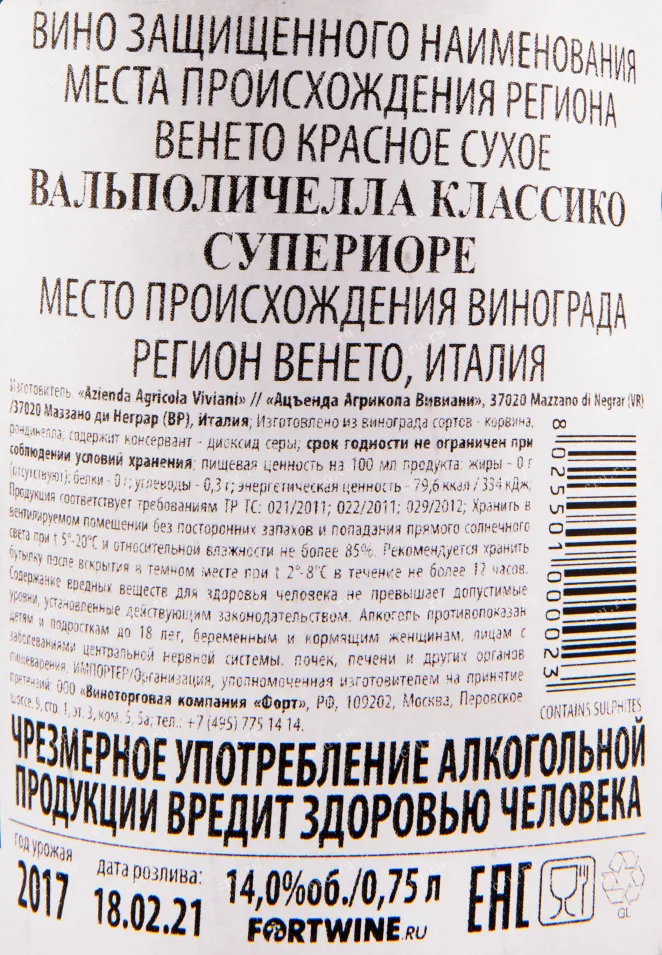 ВИНО ЗАЩИЩЕННОГО НАИМЕНОВАНИЯ
МЕСТА ПРОИСХОЖДЕНИЯ РЕГИОНА
ВЕНЕТО КРАСНОЕ СУХОЕ
ВАЛЬПОЛИЧЕЛЛА КЛАССИКО
СУПЕРИОРЕ
МЕСТО ПРОИСХОЖДЕНИЯ ВИНОГРАДА
РЕГИОН ВЕНЕТО, ИТАЛИЯ
Изготовитель: «Azienda Agricola Viviani» // «Ацъенда Агрикола Вивиани», 37020 Mazzano di Negrar (VR)
/37020 Маззано ди Неграр (ВР), Италия; Изготовлено из винограда сортов - корвина,
рондинелла; содержит консервант - диоксид серы; срок годности не ограничен при
соблюдении условий хранения; пищевая ценность на 100 мл продукта: жиры - 0 г
(отсутствуют); белки - 0 г; углеводы - 0,3 г; энергетическая ценность - 79,6 ккал / 334 кДж;
Продукция соответствует требованиям ТР ТС: 021/2011; 022/2011; 029/2012; Хранить в
вентилируемом помещении без посторонних запахов и попадания прямого солнечного
света при t 5°-20°C и относительной влажности не более 85%. Рекомендуется хранить
бутылку после вскрытия в темном месте при t 2°-8°C в течение не более 12 часов.
Содержание вредных веществ для здоровья человека не превышает допустимые
уровни, установленные действующим законодательством. Алкоголь противопоказан
детям и подросткам до 18 лет, беременным и кормящим женщинам, лицам с
заболеваниями центральной нервной системы, почек, печени и других органов
пищеварения. ИМПОРТЕР/Организация, уполномоченная изготовителем на принятие
претензий: ООО «Виноторговая компания «Форт», РФ, 109202, Москва, Перовское
шоссе, 9, стр. 1, эт. 3, ком. 5, 5а; тел.: +7 (495) 775 14 14.
8 025501 000023
CONTAINS SULPHITES
ЧРЕЗМЕРНОЕ УПОТРЕБЛЕНИЕ АЛКОГОЛЬНОЙ
ПРОДУКЦИИ ВРЕДИТ ЗДОРОВЬЮ ЧЕЛОВЕКА
год урожая
2017
Дата розлива:
18.02.21
14,0%об./0,75 л
FORTWINE.RU
EAC
GL